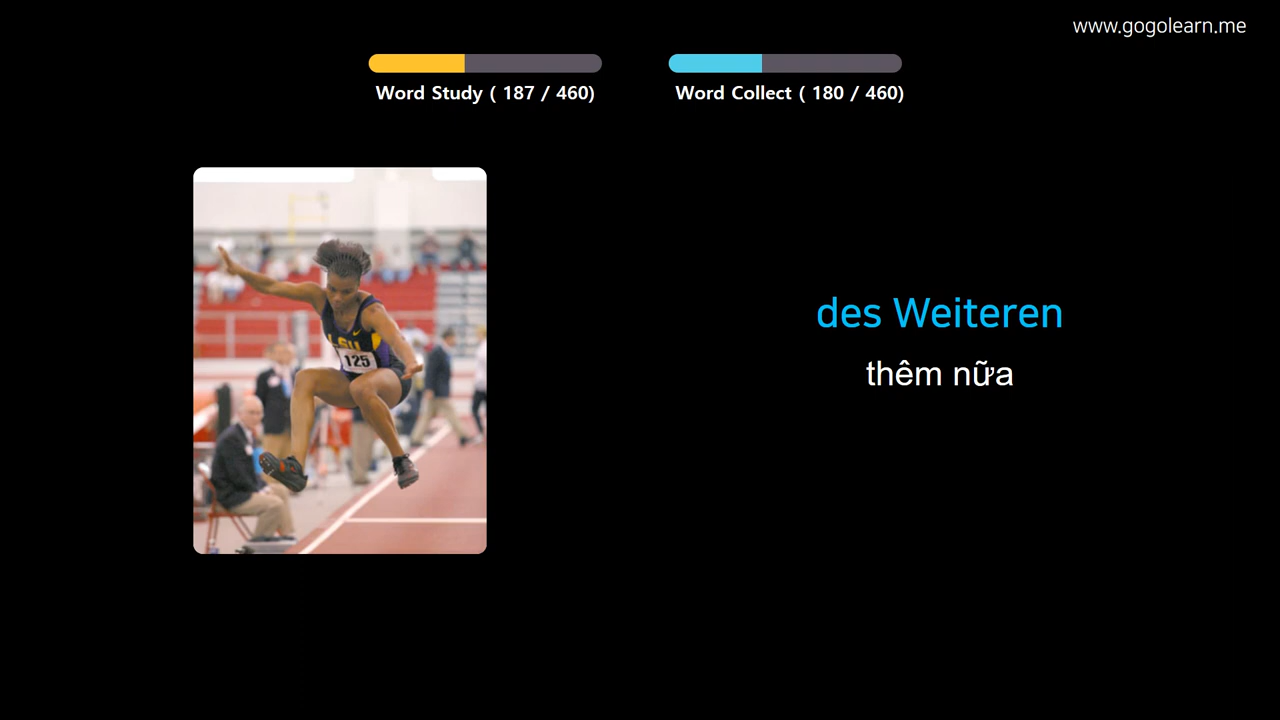 www.gogolearn.me
Word Study ( 187 / 460)
Word Collect ( 180 / 460)
des Weiteren
thêm nữa
LSU
125